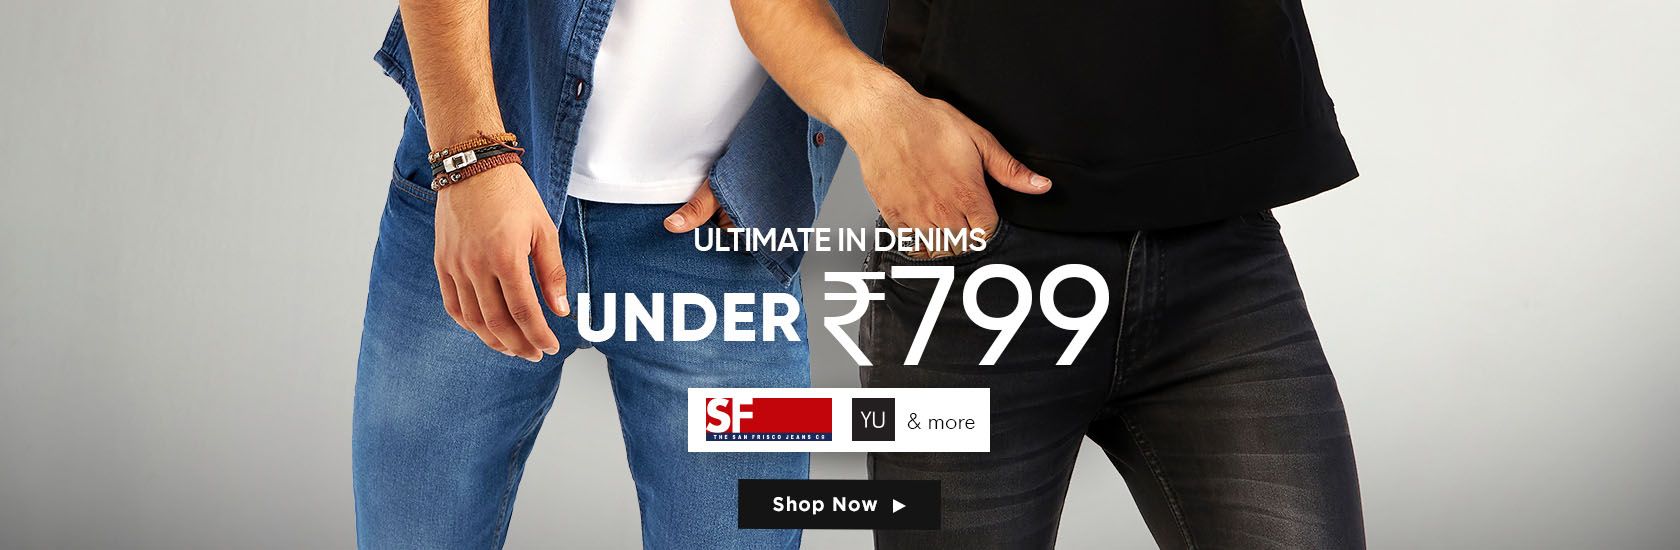 ULTIMATE IN DENIMS
UNDER ₹799
SF
THE SAN FRISCO JEANS CO
YU
& more
Shop Now ▶